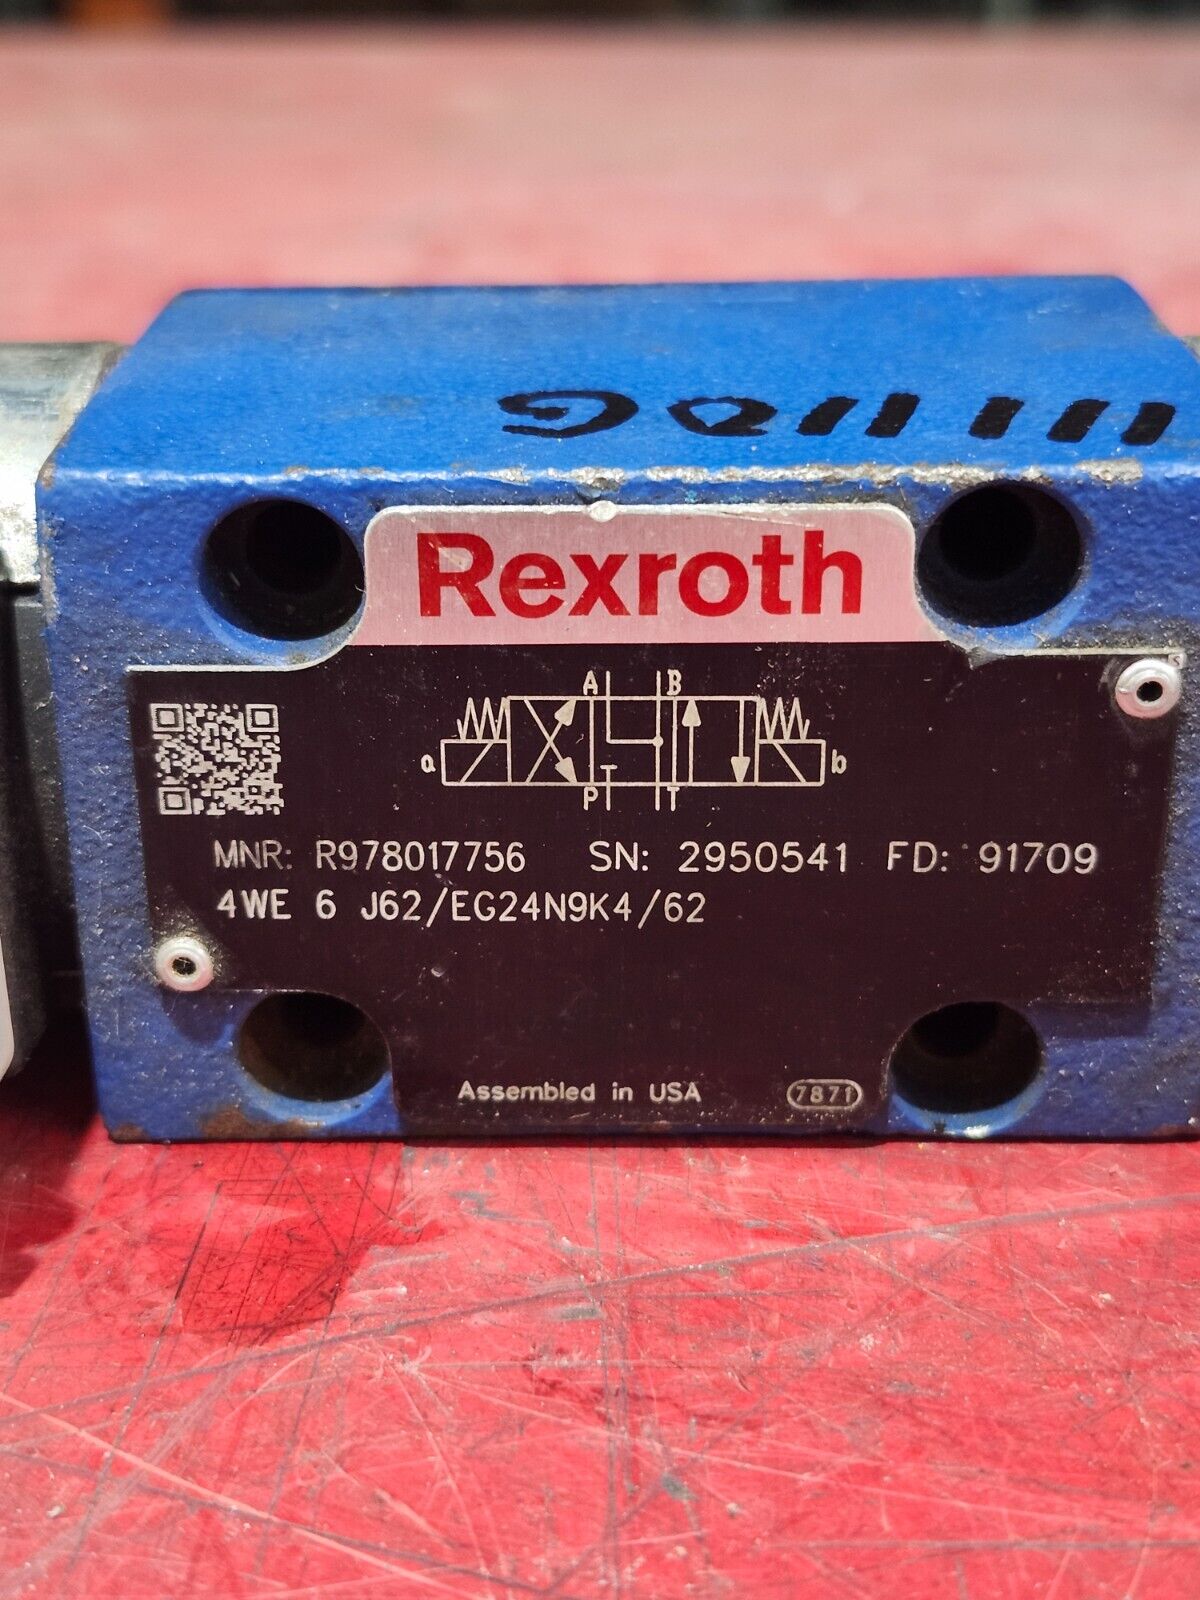 Rexroth
A B
a b
P T
MNR: R978017756 SN: 2950541 FD: 91709
4WE 6 J62/EG24N9K4/62
Assembled in USA 7871